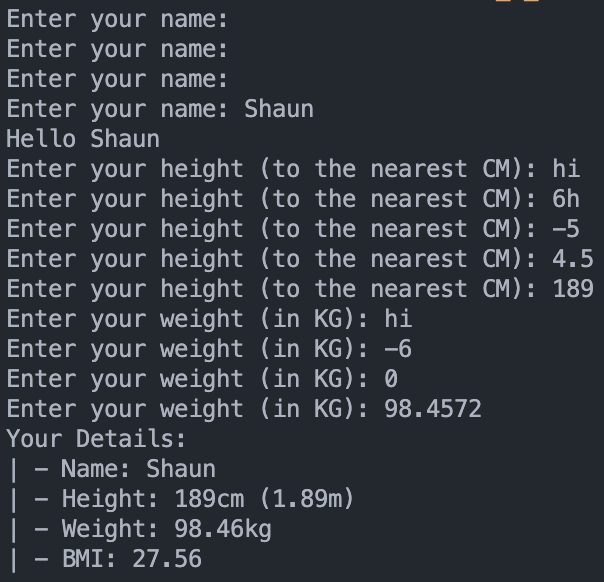 Enter your name:
Enter your name:
Enter your name:
Enter your name: Shaun
Hello Shaun
Enter your height (to the nearest CM): hi
Enter your height (to the nearest CM): 6h
Enter your height (to the nearest CM): -5
Enter your height (to the nearest CM): 4.5
Enter your height (to the nearest CM): 189
Enter your weight (in KG): hi
Enter your weight (in KG): -6
Enter your weight (in KG): 0
Enter your weight (in KG): 98.4572
Your Details:
| - Name: Shaun
| - Height: 189cm (1.89m)
| - Weight: 98.46kg
| - BMI: 27.56